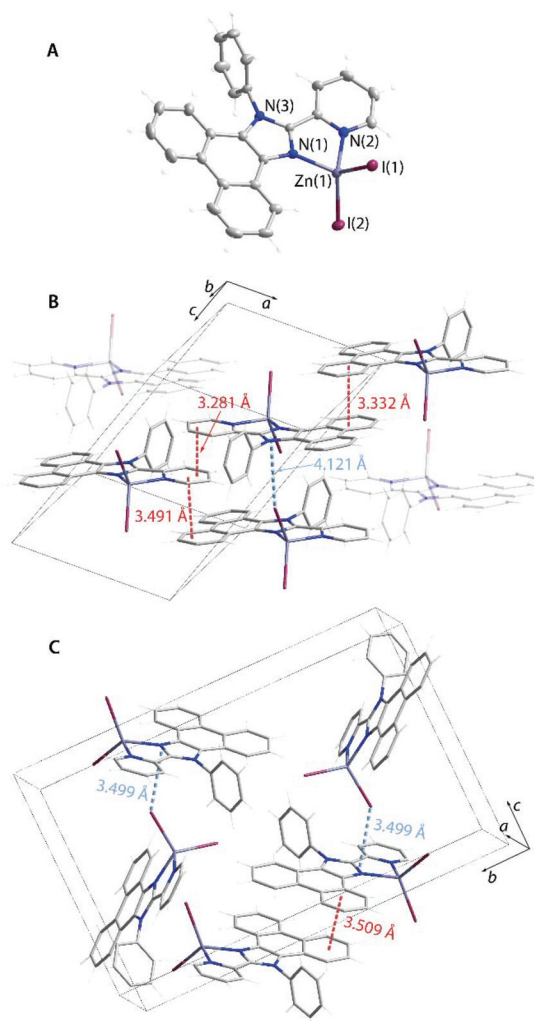 A
N(3)
N(1)
N(2)
Zn(1)
I(1)
I(2)
B
b
c
a
3.281 Å
3.332 Å
4.121 Å
3.491 Å
C
3.499 Å
3.499 Å
c
a
b
3.509 Å